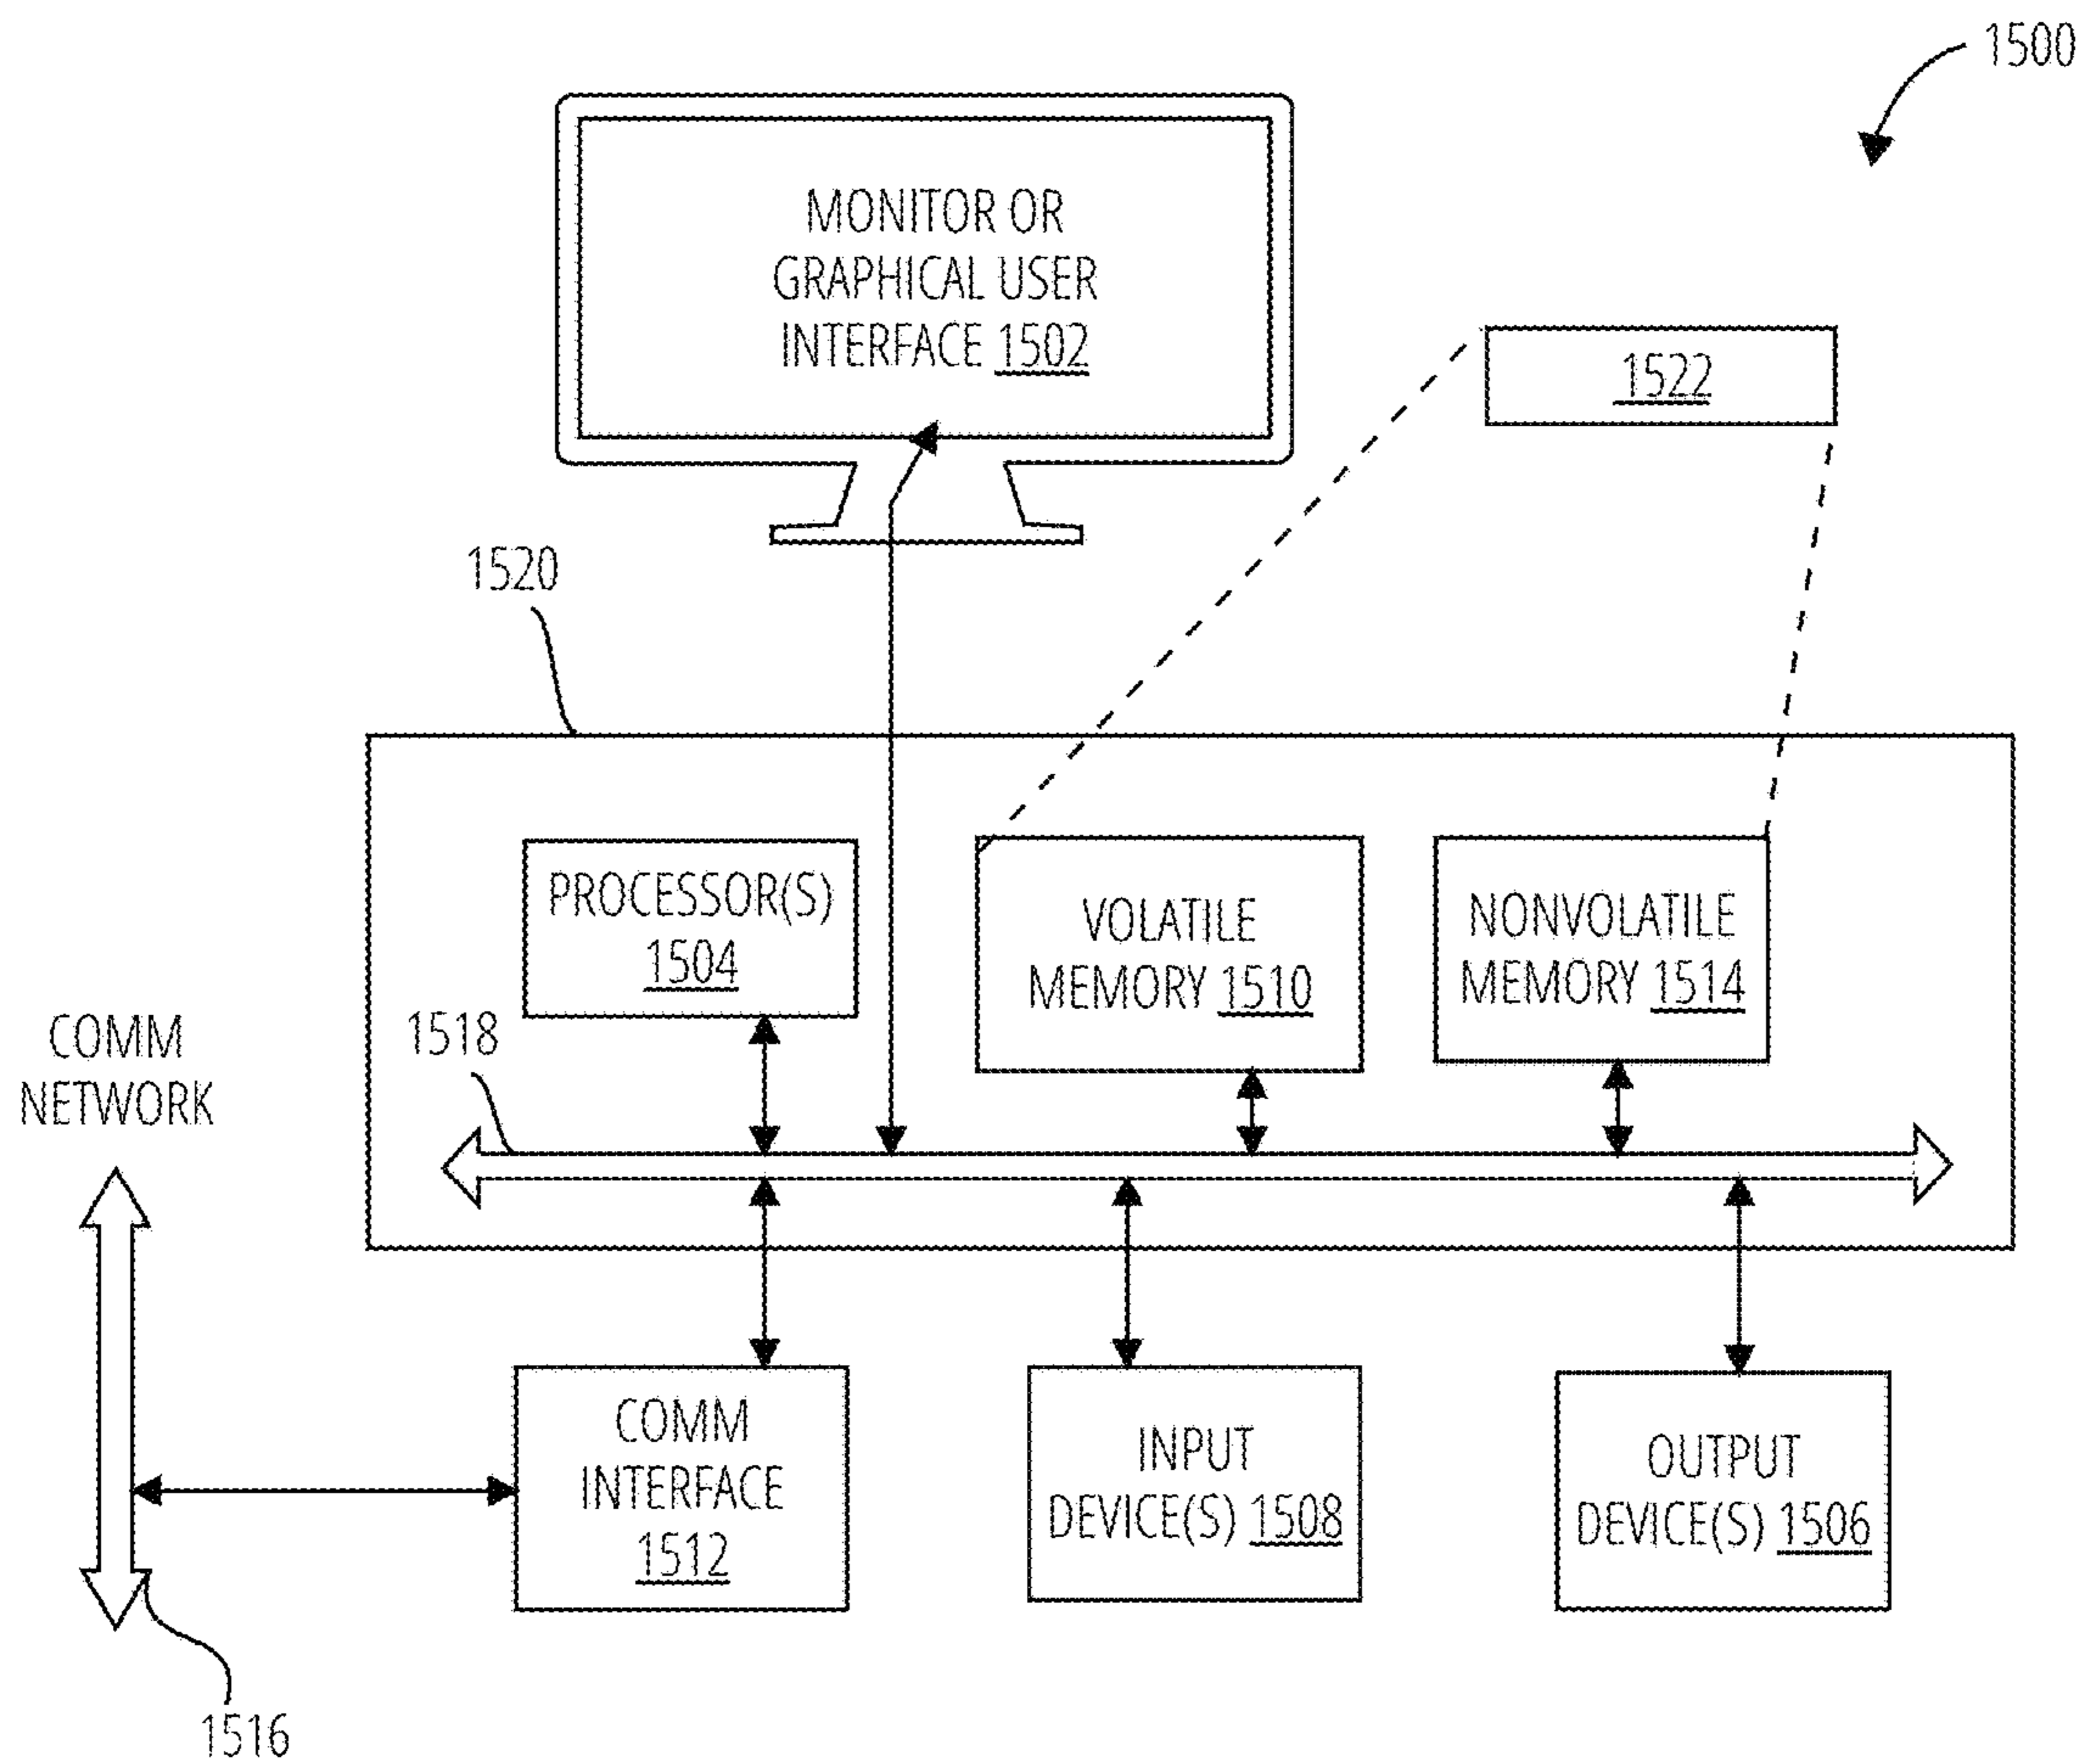 1500
MONITOR OR
GRAPHICAL USER
INTERFACE 1502
1522
1520
PROCESSOR(S)
1504
VOLATILE
MEMORY 1510
NONVOLATILE
MEMORY 1514
1518
COMM
NETWORK
COMM
INTERFACE
1512
INPUT
DEVICE(S) 1508
OUTPUT
DEVICE(S) 1506
1516